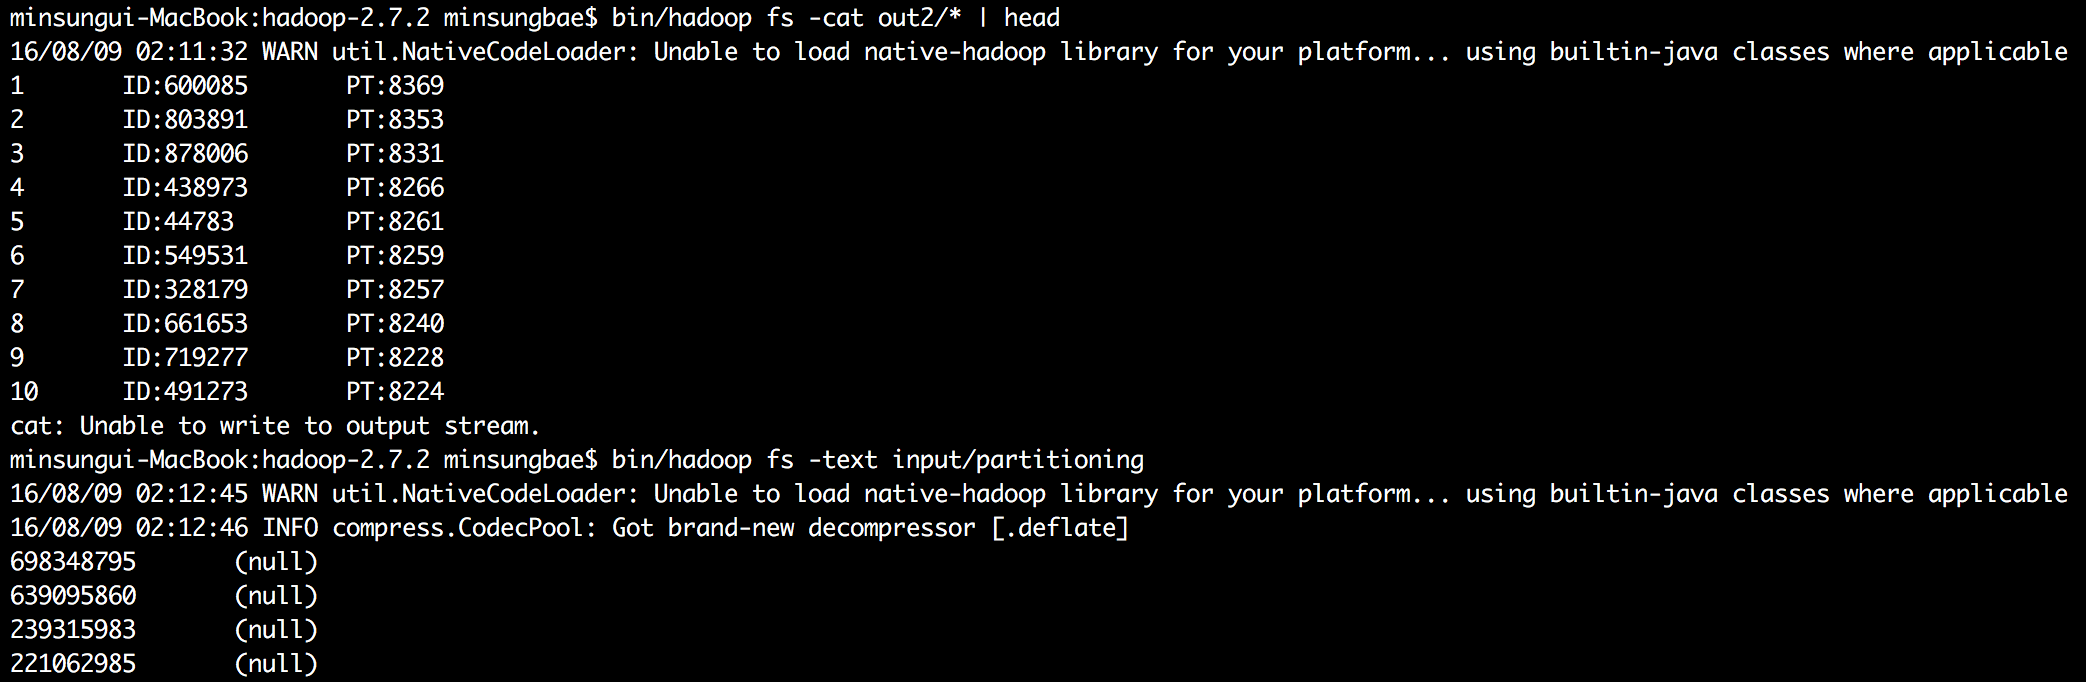 minsungui-MacBook:hadoop-2.7.2 minsungbae$ bin/hadoop fs -cat out2/* | head
16/08/09 02:11:32 WARN util.NativeCodeLoader: Unable to load native-hadoop library for your platform... using builtin-java classes where applicable
1 ID:600085 PT:8369
2 ID:803891 PT:8353
3 ID:878006 PT:8331
4 ID:438973 PT:8266
5 ID:44783 PT:8261
6 ID:549531 PT:8259
7 ID:328179 PT:8257
8 ID:661653 PT:8240
9 ID:719277 PT:8228
10 ID:491273 PT:8224
cat: Unable to write to output stream.
minsungui-MacBook:hadoop-2.7.2 minsungbae$ bin/hadoop fs -text input/partitioning
16/08/09 02:12:45 WARN util.NativeCodeLoader: Unable to load native-hadoop library for your platform... using builtin-java classes where applicable
16/08/09 02:12:46 INFO compress.CodecPool: Got brand-new decompressor [.deflate]
698348795 (null)
639095860 (null)
239315983 (null)
221062985 (null)